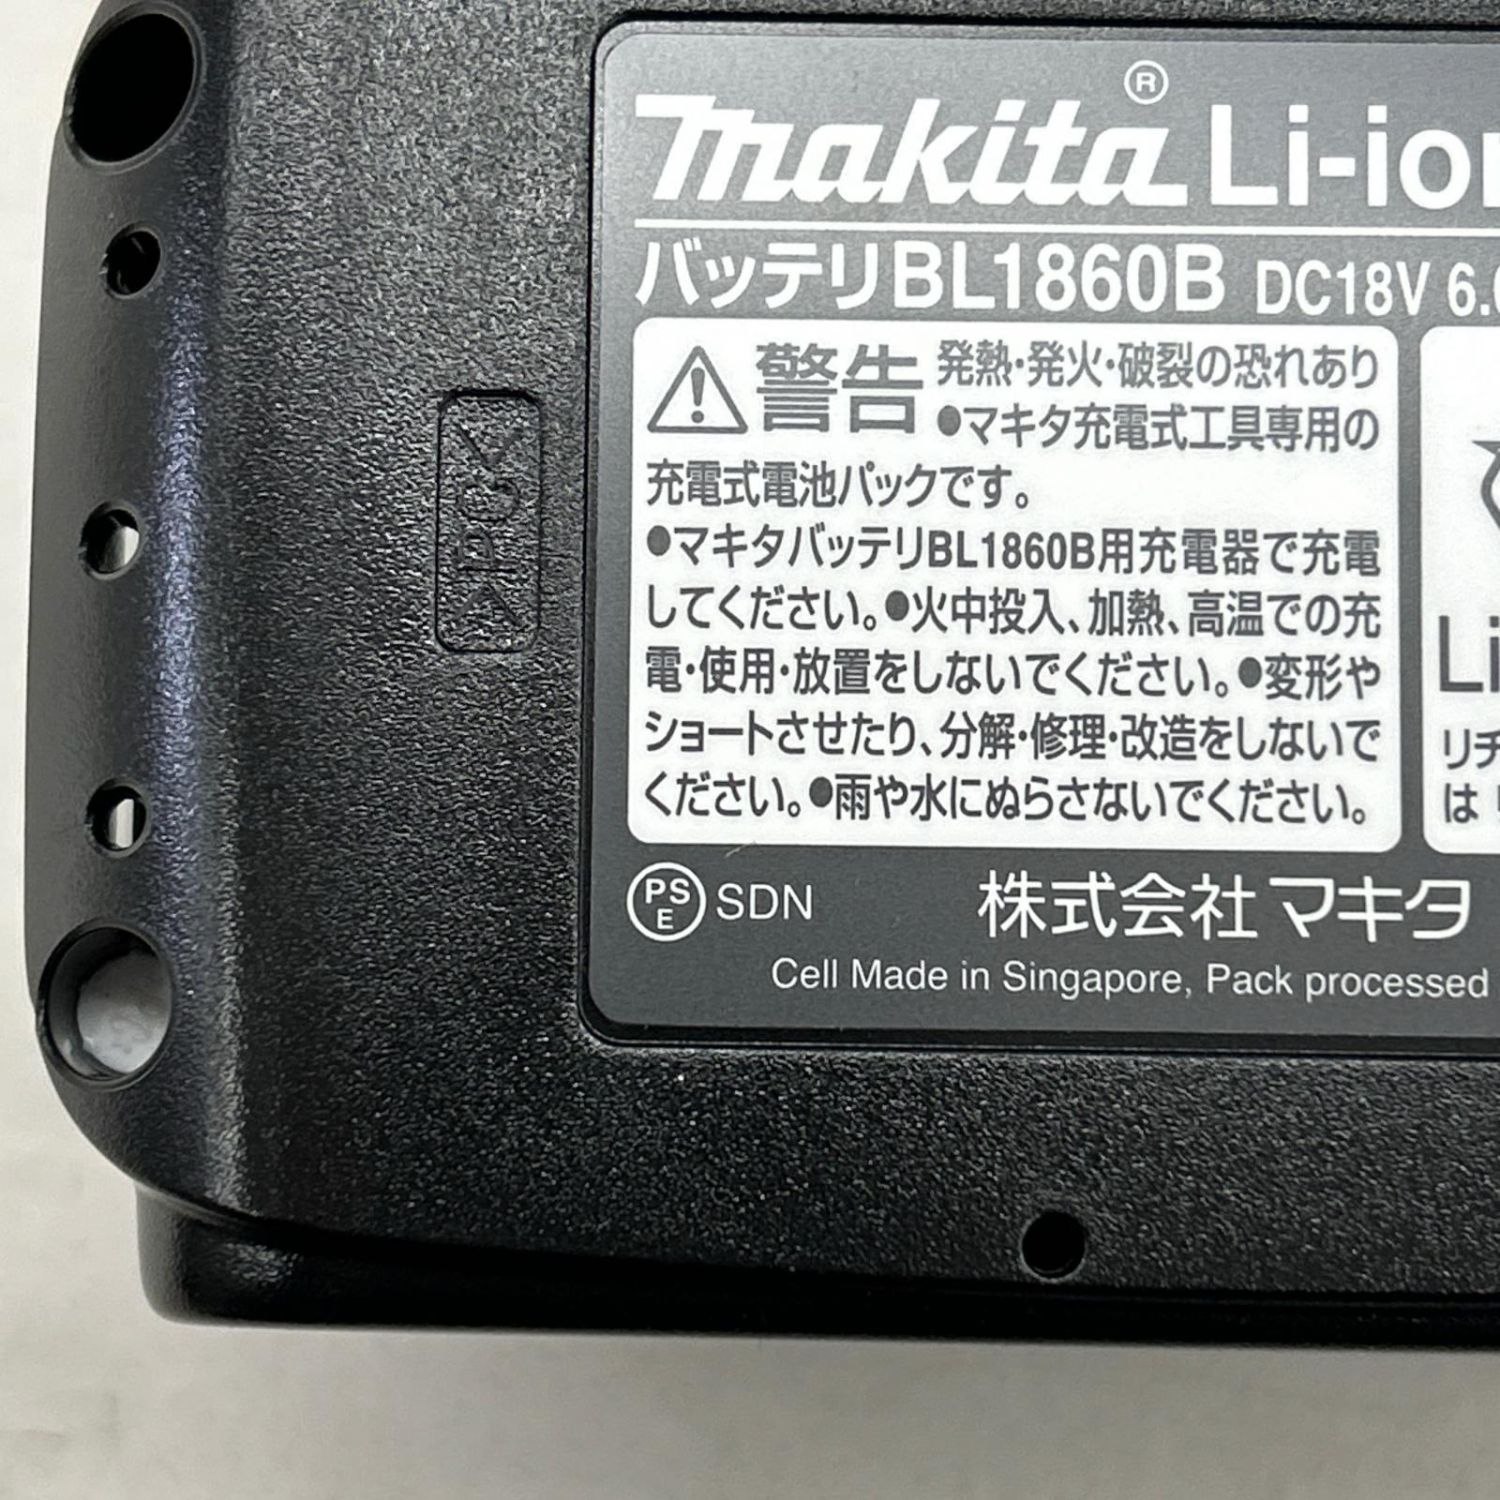 makita® Li-ion
バッテリBL1860B DC18V 6.0
警告 発熱・発火・破裂の恐れあり
●マキタ充電式工具専用の
充電式電池パックです。
●マキタバッテリBL1860B用充電器で充電
してください。●火中投入、加熱、高温での充
電・使用・放置をしないでください。●変形や
ショートさせたり、分解・修理・改造をしないで
ください。●雨や水にぬらさないでください。
Li
リチ
は
PSE SDN 株式会社マキタ
Cell Made in Singapore, Pack processed
>PC<